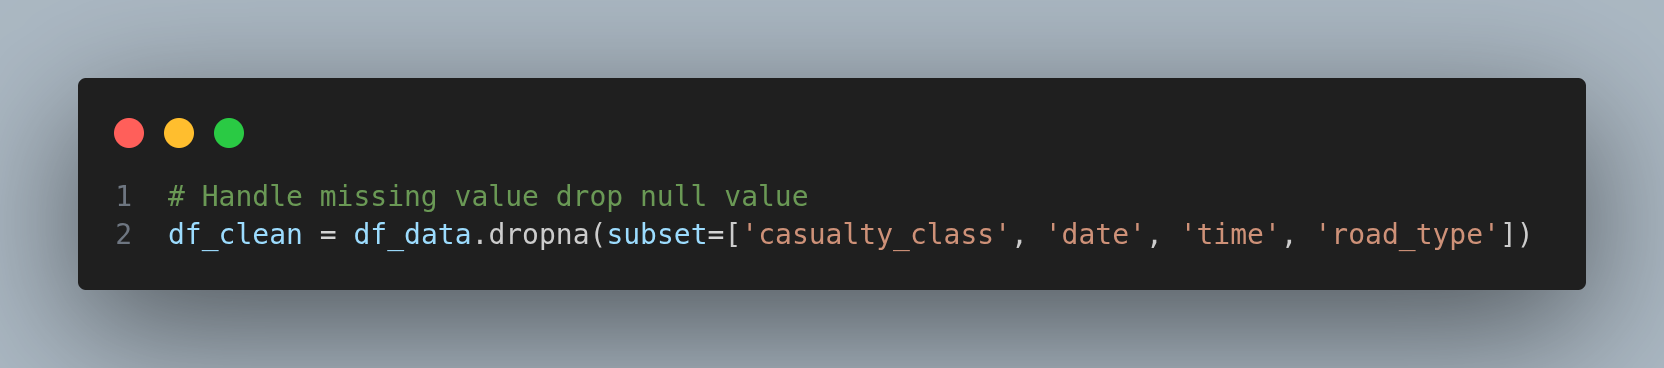 1 # Handle missing value drop null value
2 df_clean = df_data.dropna(subset=['casualty_class', 'date', 'time', 'road_type'])